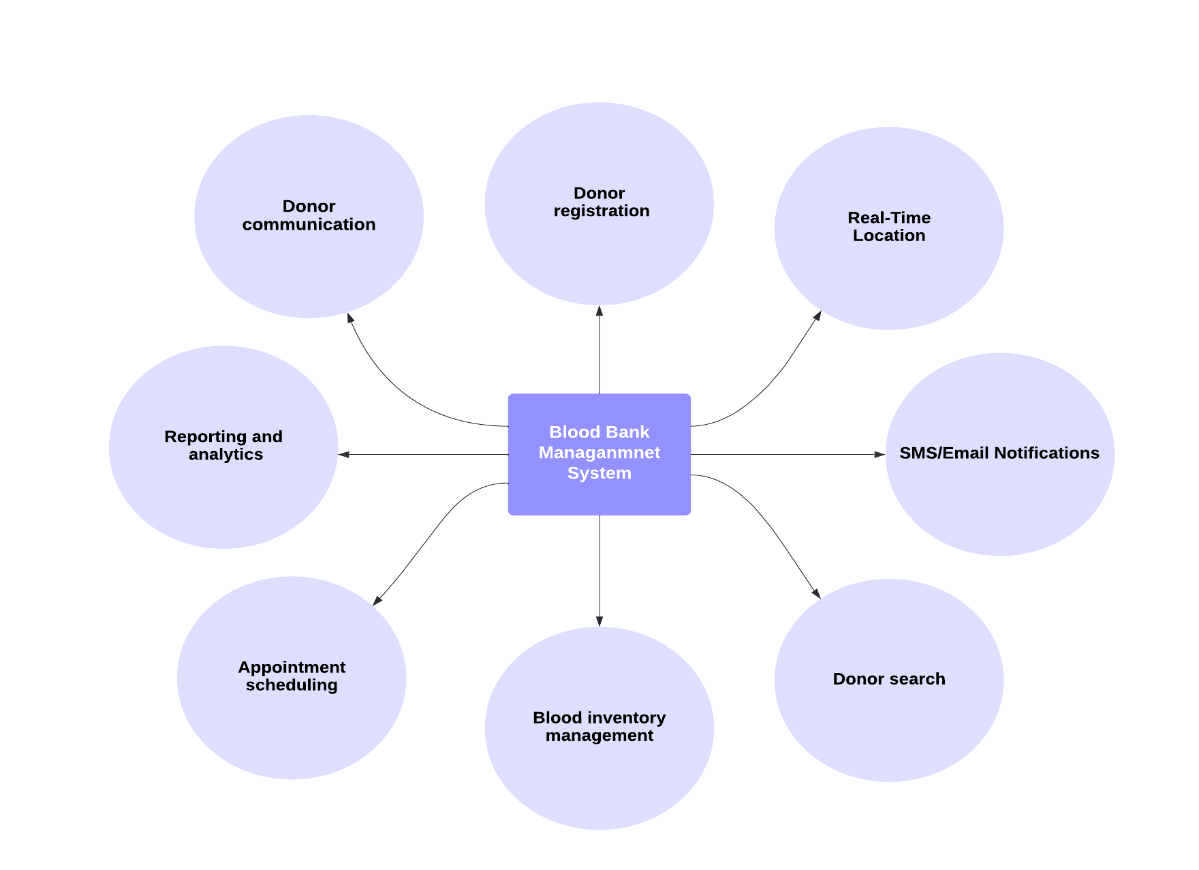 Donor
communication
Donor
registration
Real-Time
Location
Reporting and
analytics
Blood Bank
Managanmnet
System
SMS/Email Notifications
Appointment
scheduling
Blood inventory
management
Donor search